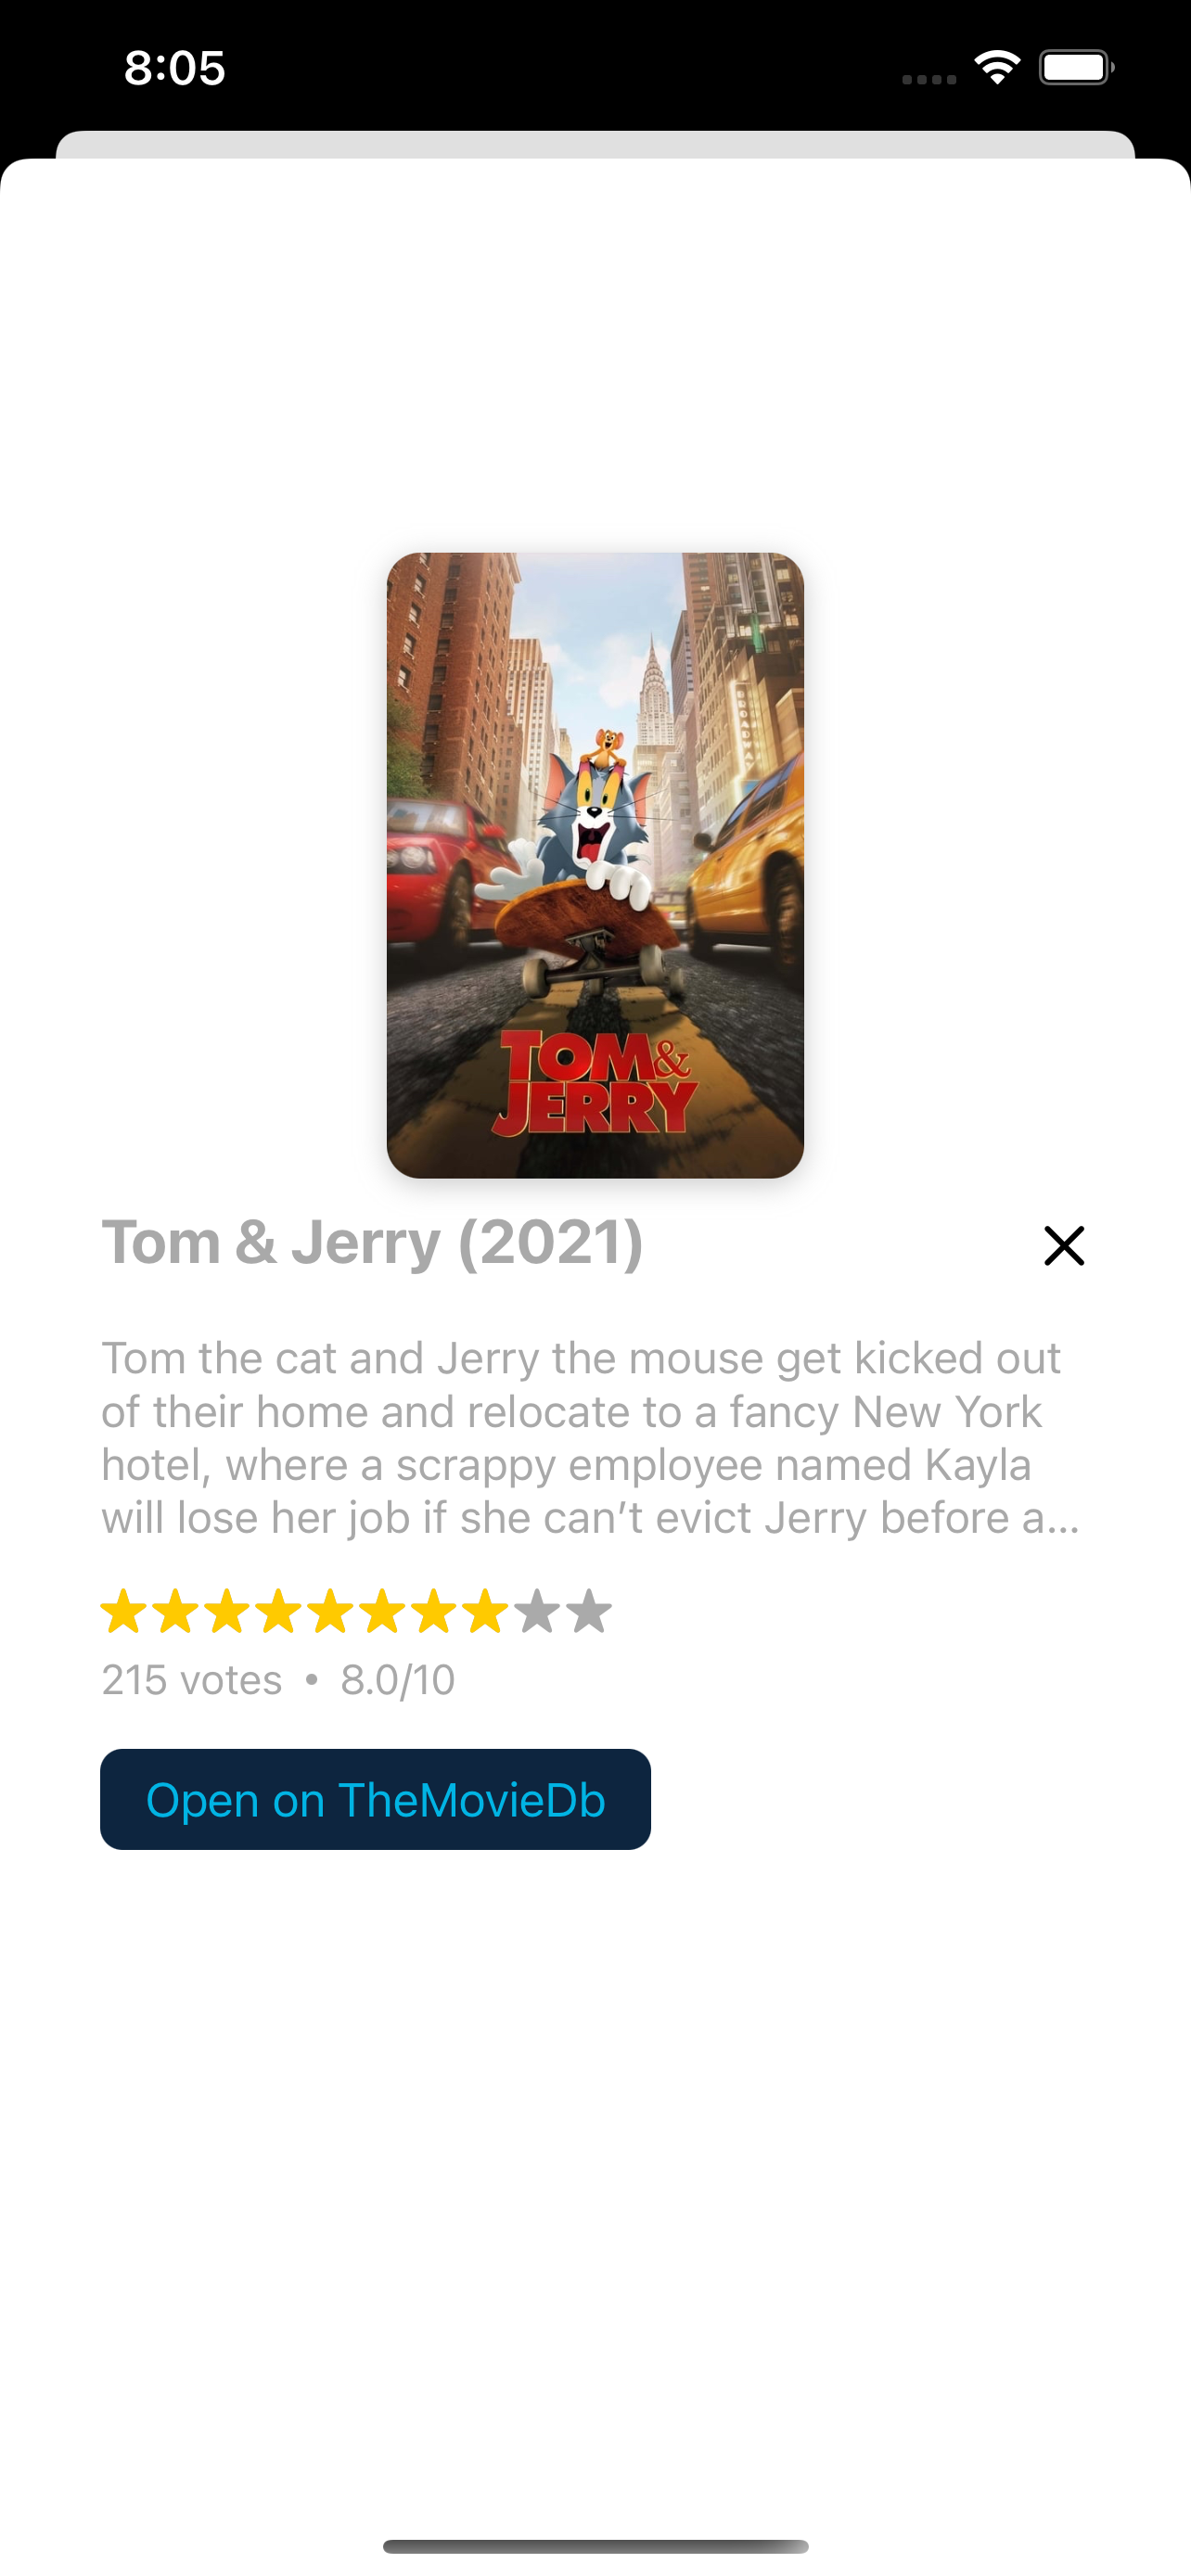 8:05
TOM&
JERRY
Tom & Jerry (2021)
Tom the cat and Jerry the mouse get kicked out
of their home and relocate to a fancy New York
hotel, where a scrappy employee named Kayla
will lose her job if she can’t evict Jerry before a...
215 votes • 8.0/10
Open on TheMovieDb